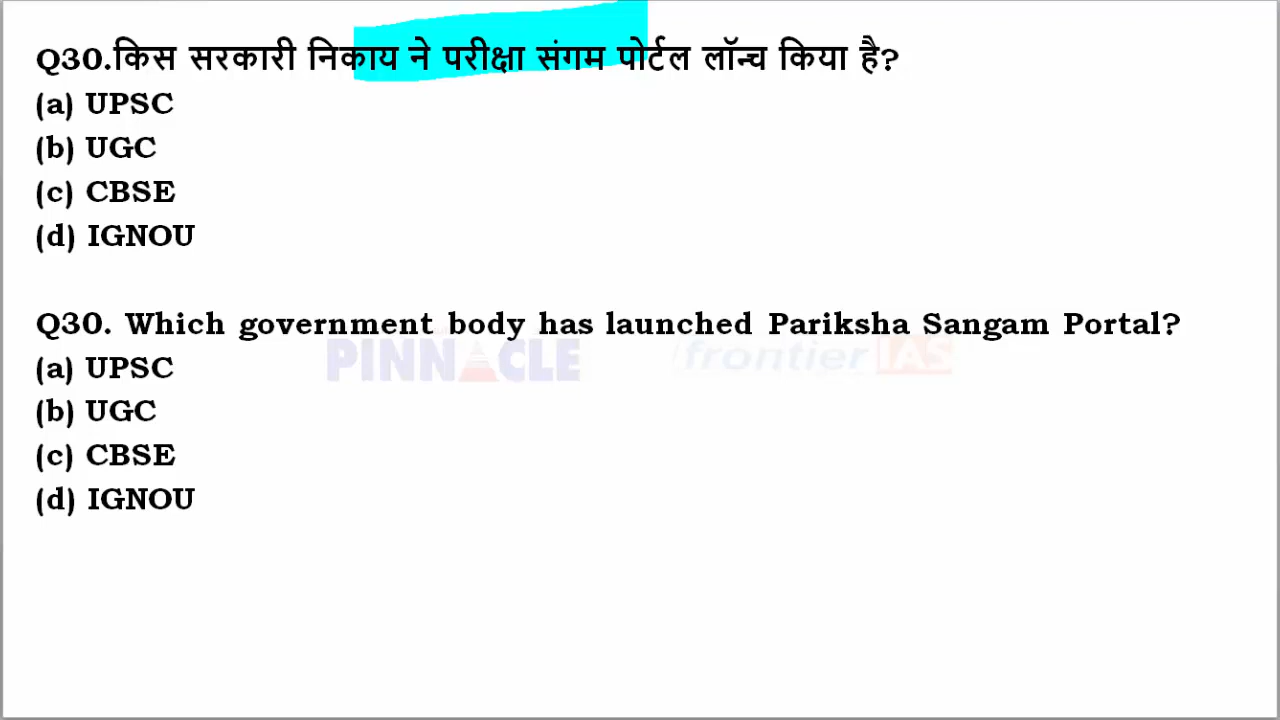 Q30.किस सरकारी निकाय ने परीक्षा संगम पोर्टल लॉन्च किया है?
(a) UPSC
(b) UGC
(c) CBSE
(d) IGNOU
Q30. Which government body has launched Pariksha Sangam Portal?
PINNACLE frontier IAS
(a) UPSC
(b) UGC
(c) CBSE
(d) IGNOU